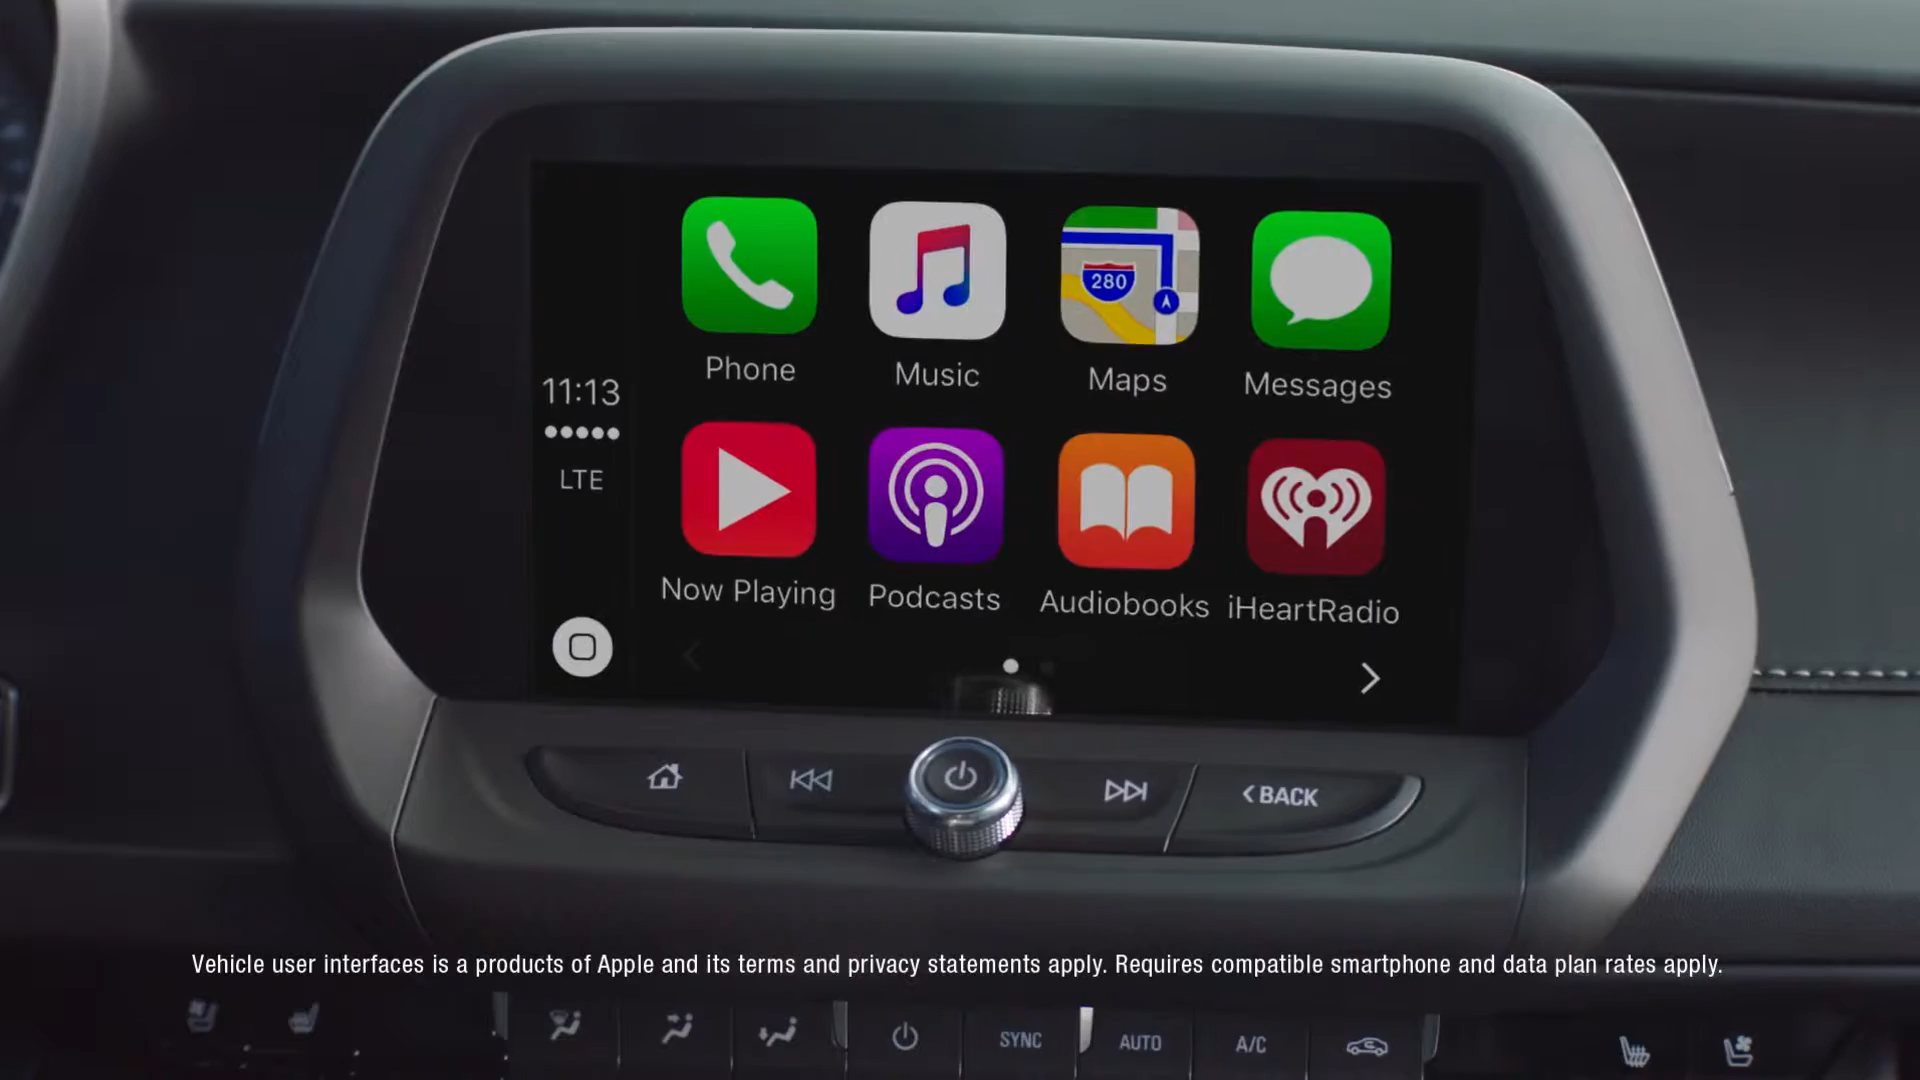 Phone
Music
Maps
280
Messages
11:13
LTE
Now Playing
Podcasts
Audiobooks
iHeartRadio
BACK
Vehicle user interfaces is a products of Apple and its terms and privacy statements apply. Requires compatible smartphone and data plan rates apply.
SYNC
AUTO
A/C